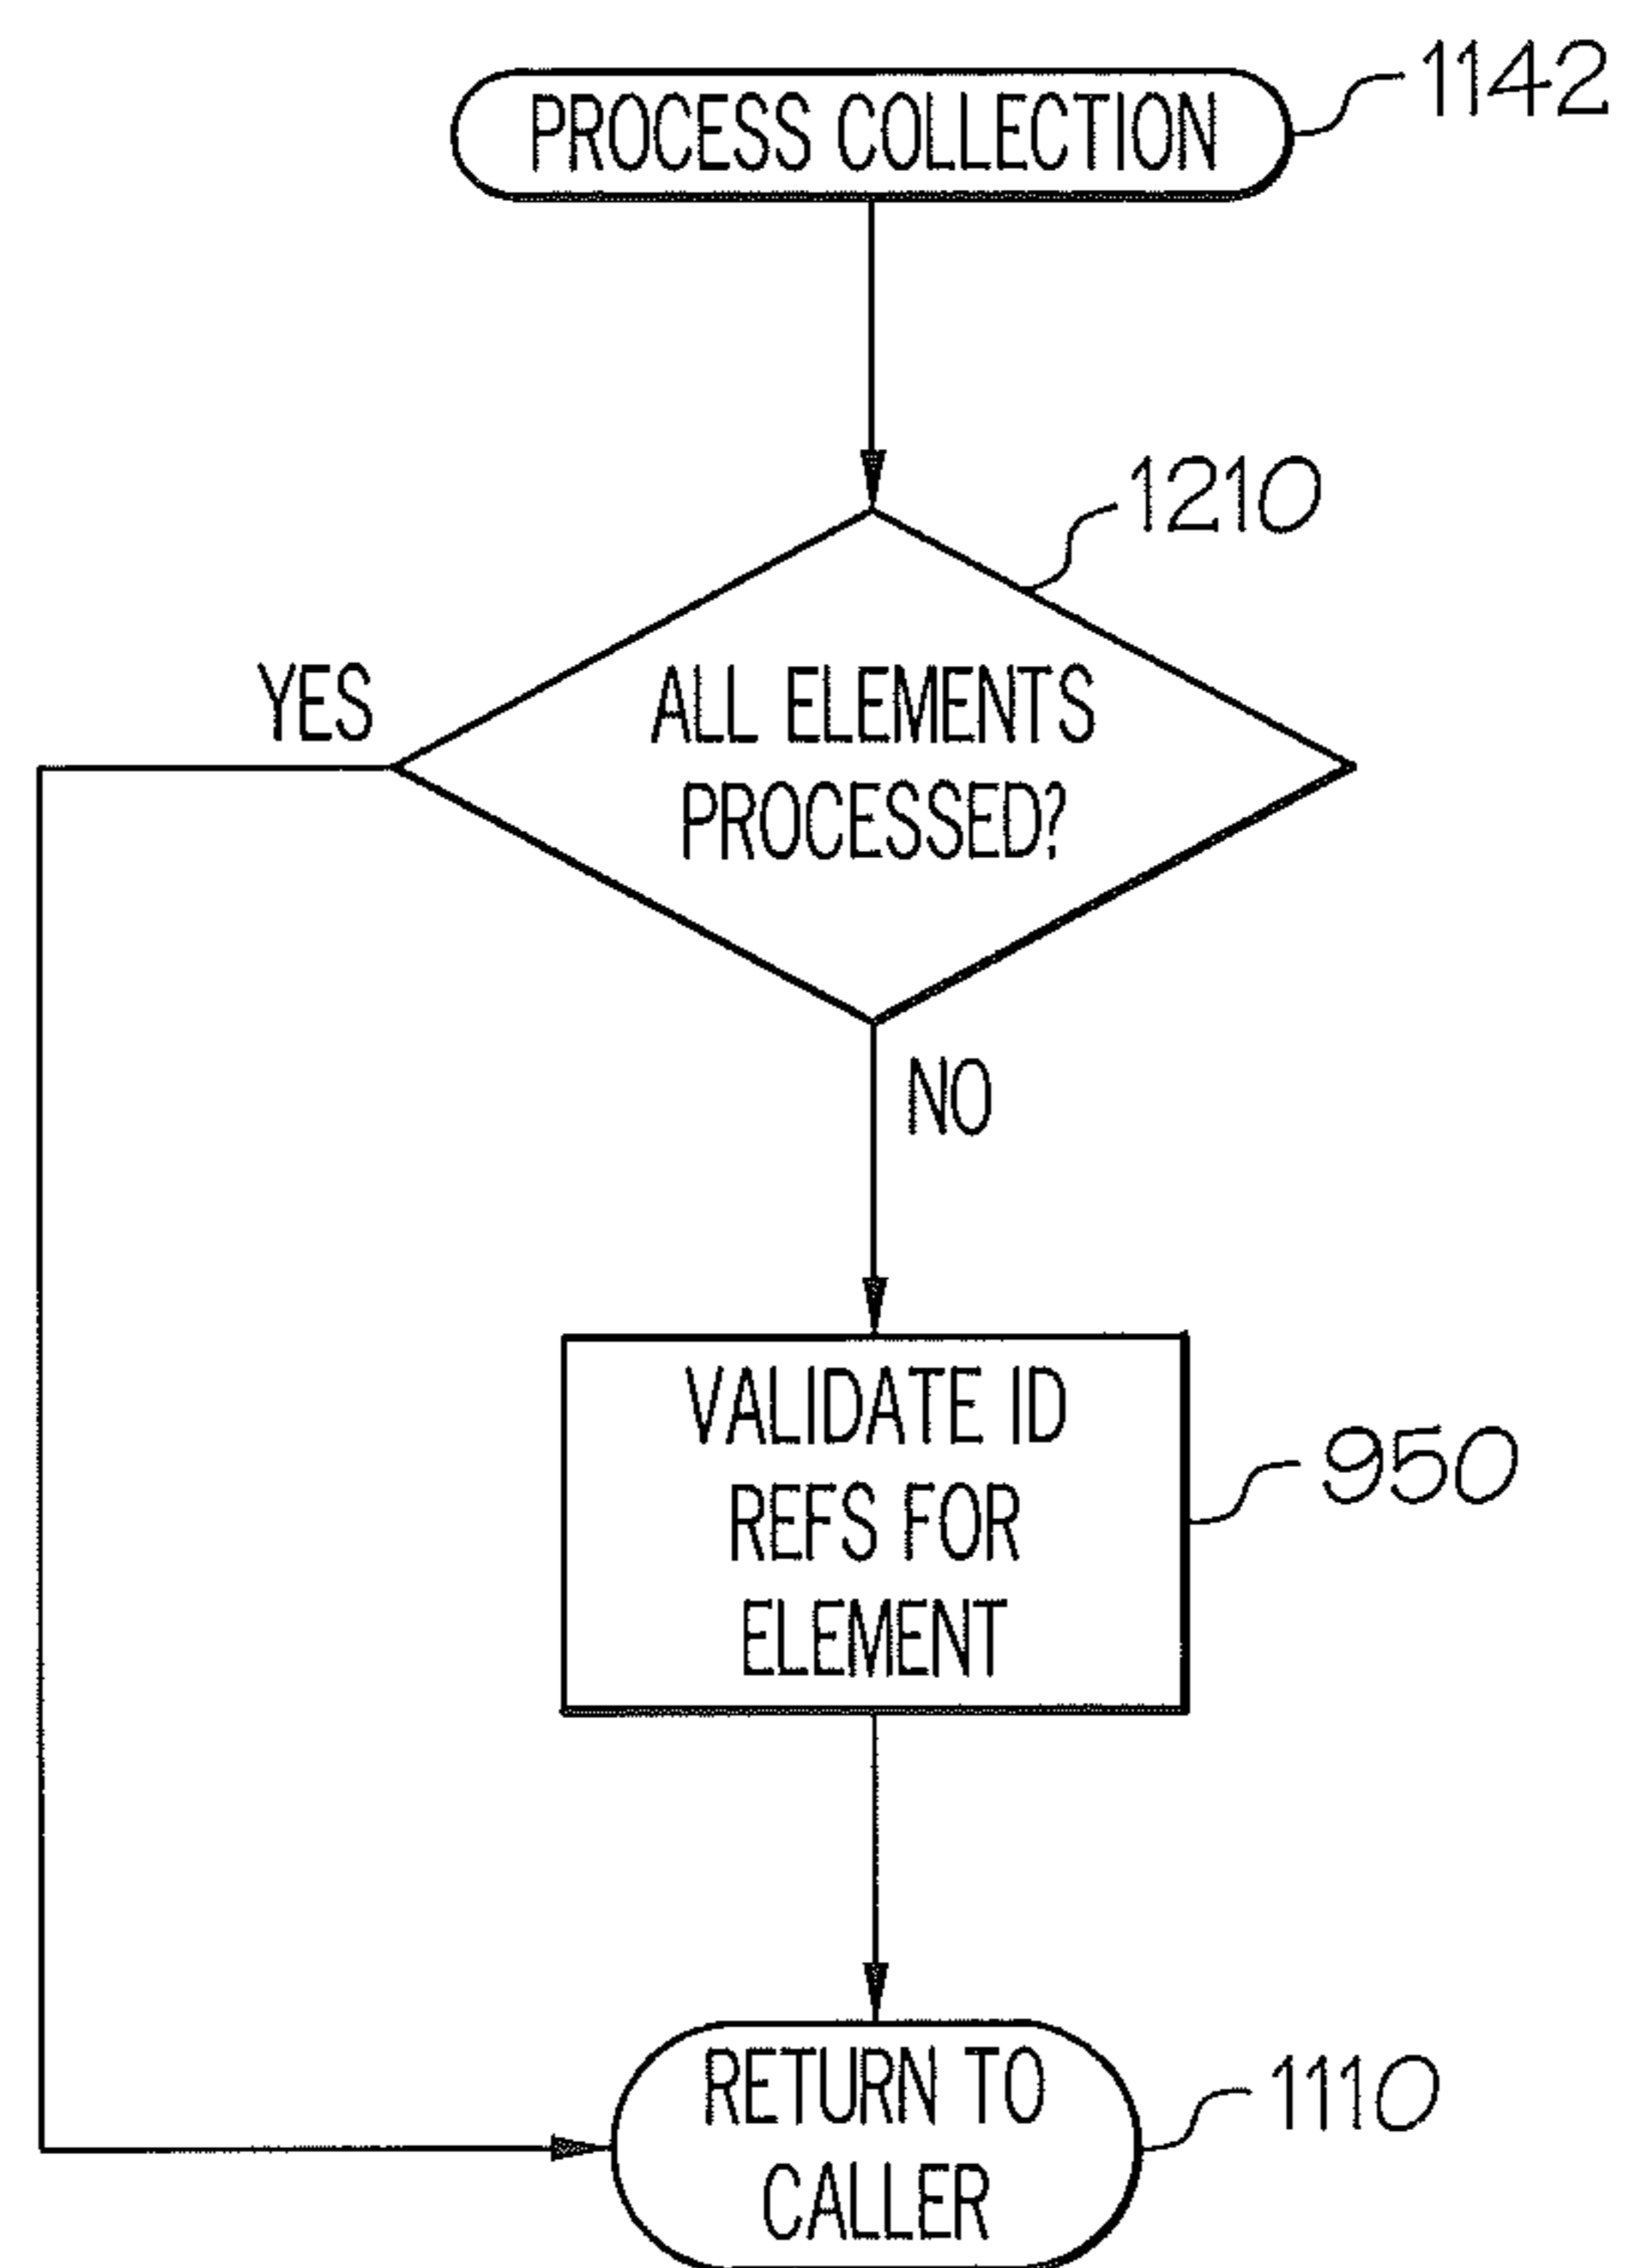 PROCESS COLLECTION
1142
1210
ALL ELEMENTS
PROCESSED?
YES
NO
VALIDATE ID
REFS FOR
ELEMENT
950
RETURN TO
CALLER
1110